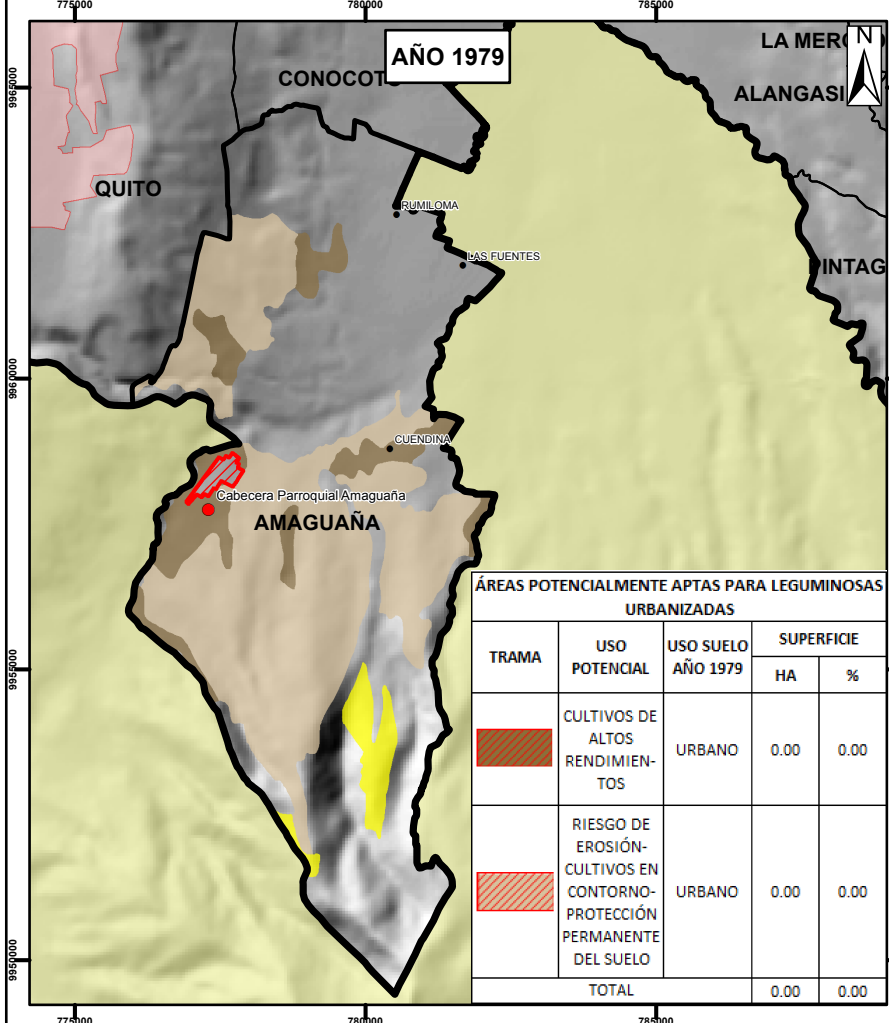 775000 780000 785000
AÑO 1979
LA MERC O
N
CONOCOTO
ALANGASI
9965000
QUITO
RUMILOMA
LAS FUENTES
PINTAG
9960000
CUENDINA
Cabecera Parroquial Amaguaña
AMAGUAÑA
ÁREAS POTENCIALMENTE APTAS PARA LEGUMINOSAS
URBANIZADAS
TRAMA
USO
POTENCIAL
USO SUELO
AÑO 1979
SUPERFICIE
HA %
9955000
CULTIVOS DE
ALTOS
RENDIMIEN-
TOS
URBANO 0.00 0.00
RIESGO DE
EROSIÓN-
CULTIVOS EN
CONTORNO-
PROTECCIÓN
PERMANENTE
DEL SUELO
URBANO 0.00 0.00
9950000
TOTAL 0.00 0.00
775000 780000 785000